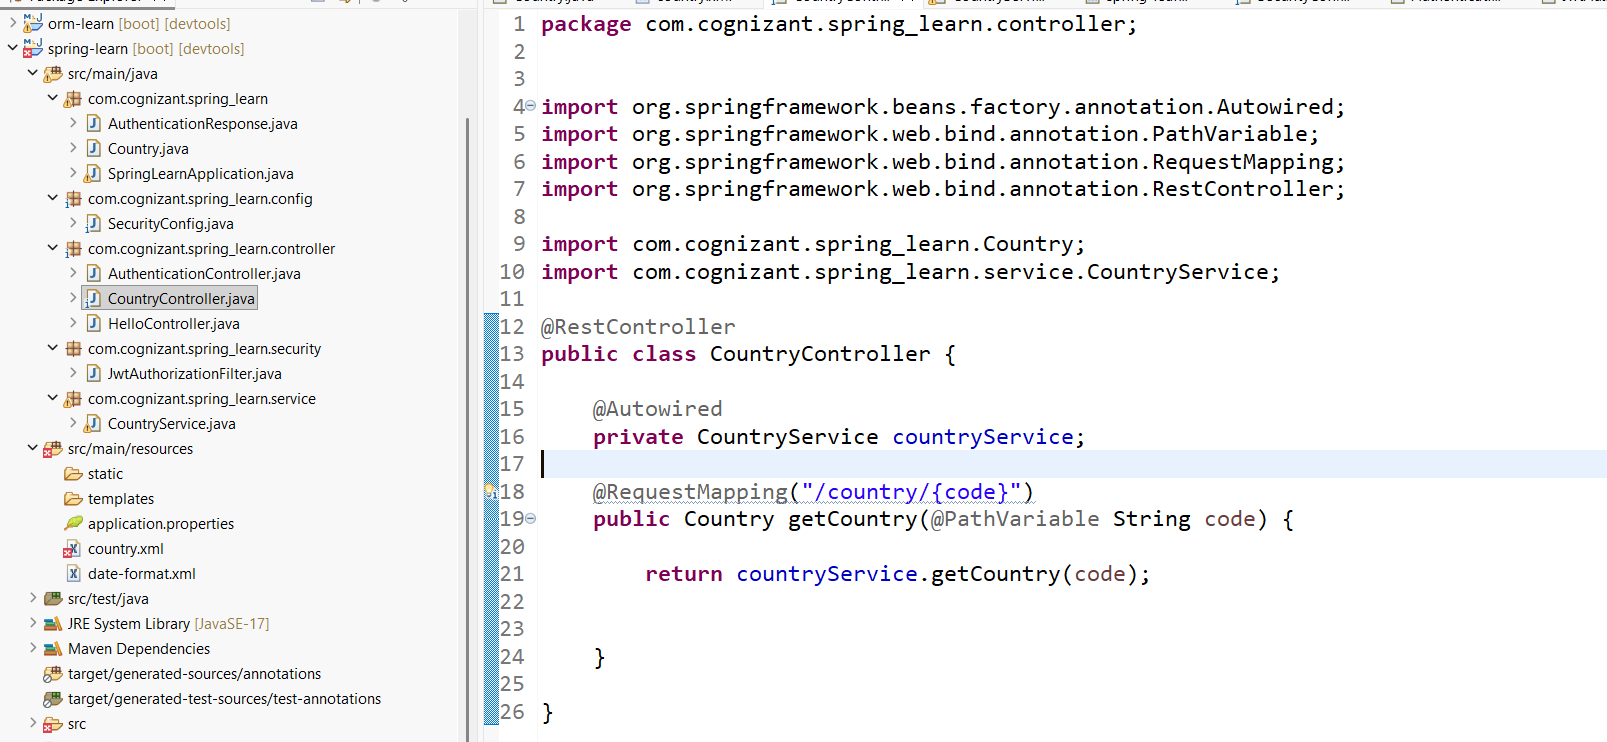 orm-learn [boot] [devtools]
spring-learn [boot] [devtools]
src/main/java
com.cognizant.spring_learn
AuthenticationResponse.java
Country.java
SpringLearnApplication.java
com.cognizant.spring_learn.config
SecurityConfig.java
com.cognizant.spring_learn.controller
AuthenticationController.java
CountryController.java
HelloController.java
com.cognizant.spring_learn.security
JwtAuthorizationFilter.java
com.cognizant.spring_learn.service
CountryService.java
src/main/resources
static
templates
application.properties
country.xml
date-format.xml
src/test/java
JRE System Library [JavaSE-17]
Maven Dependencies
target/generated-sources/annotations
target/generated-test-sources/test-annotations
src
1 package com.cognizant.spring_learn.controller;
2
3
4 import org.springframework.beans.factory.annotation.Autowired;
5 import org.springframework.web.bind.annotation.PathVariable;
6 import org.springframework.web.bind.annotation.RequestMapping;
7 import org.springframework.web.bind.annotation.RestController;
8
9 import com.cognizant.spring_learn.Country;
10 import com.cognizant.spring_learn.service.CountryService;
11
12 @RestController
13 public class CountryController {
14
15 @Autowired
16 private CountryService countryService;
17
18 @RequestMapping("/country/{code}")
19 public Country getCountry(@PathVariable String code) {
20
21 return countryService.getCountry(code);
22
23
24 }
25
26 }